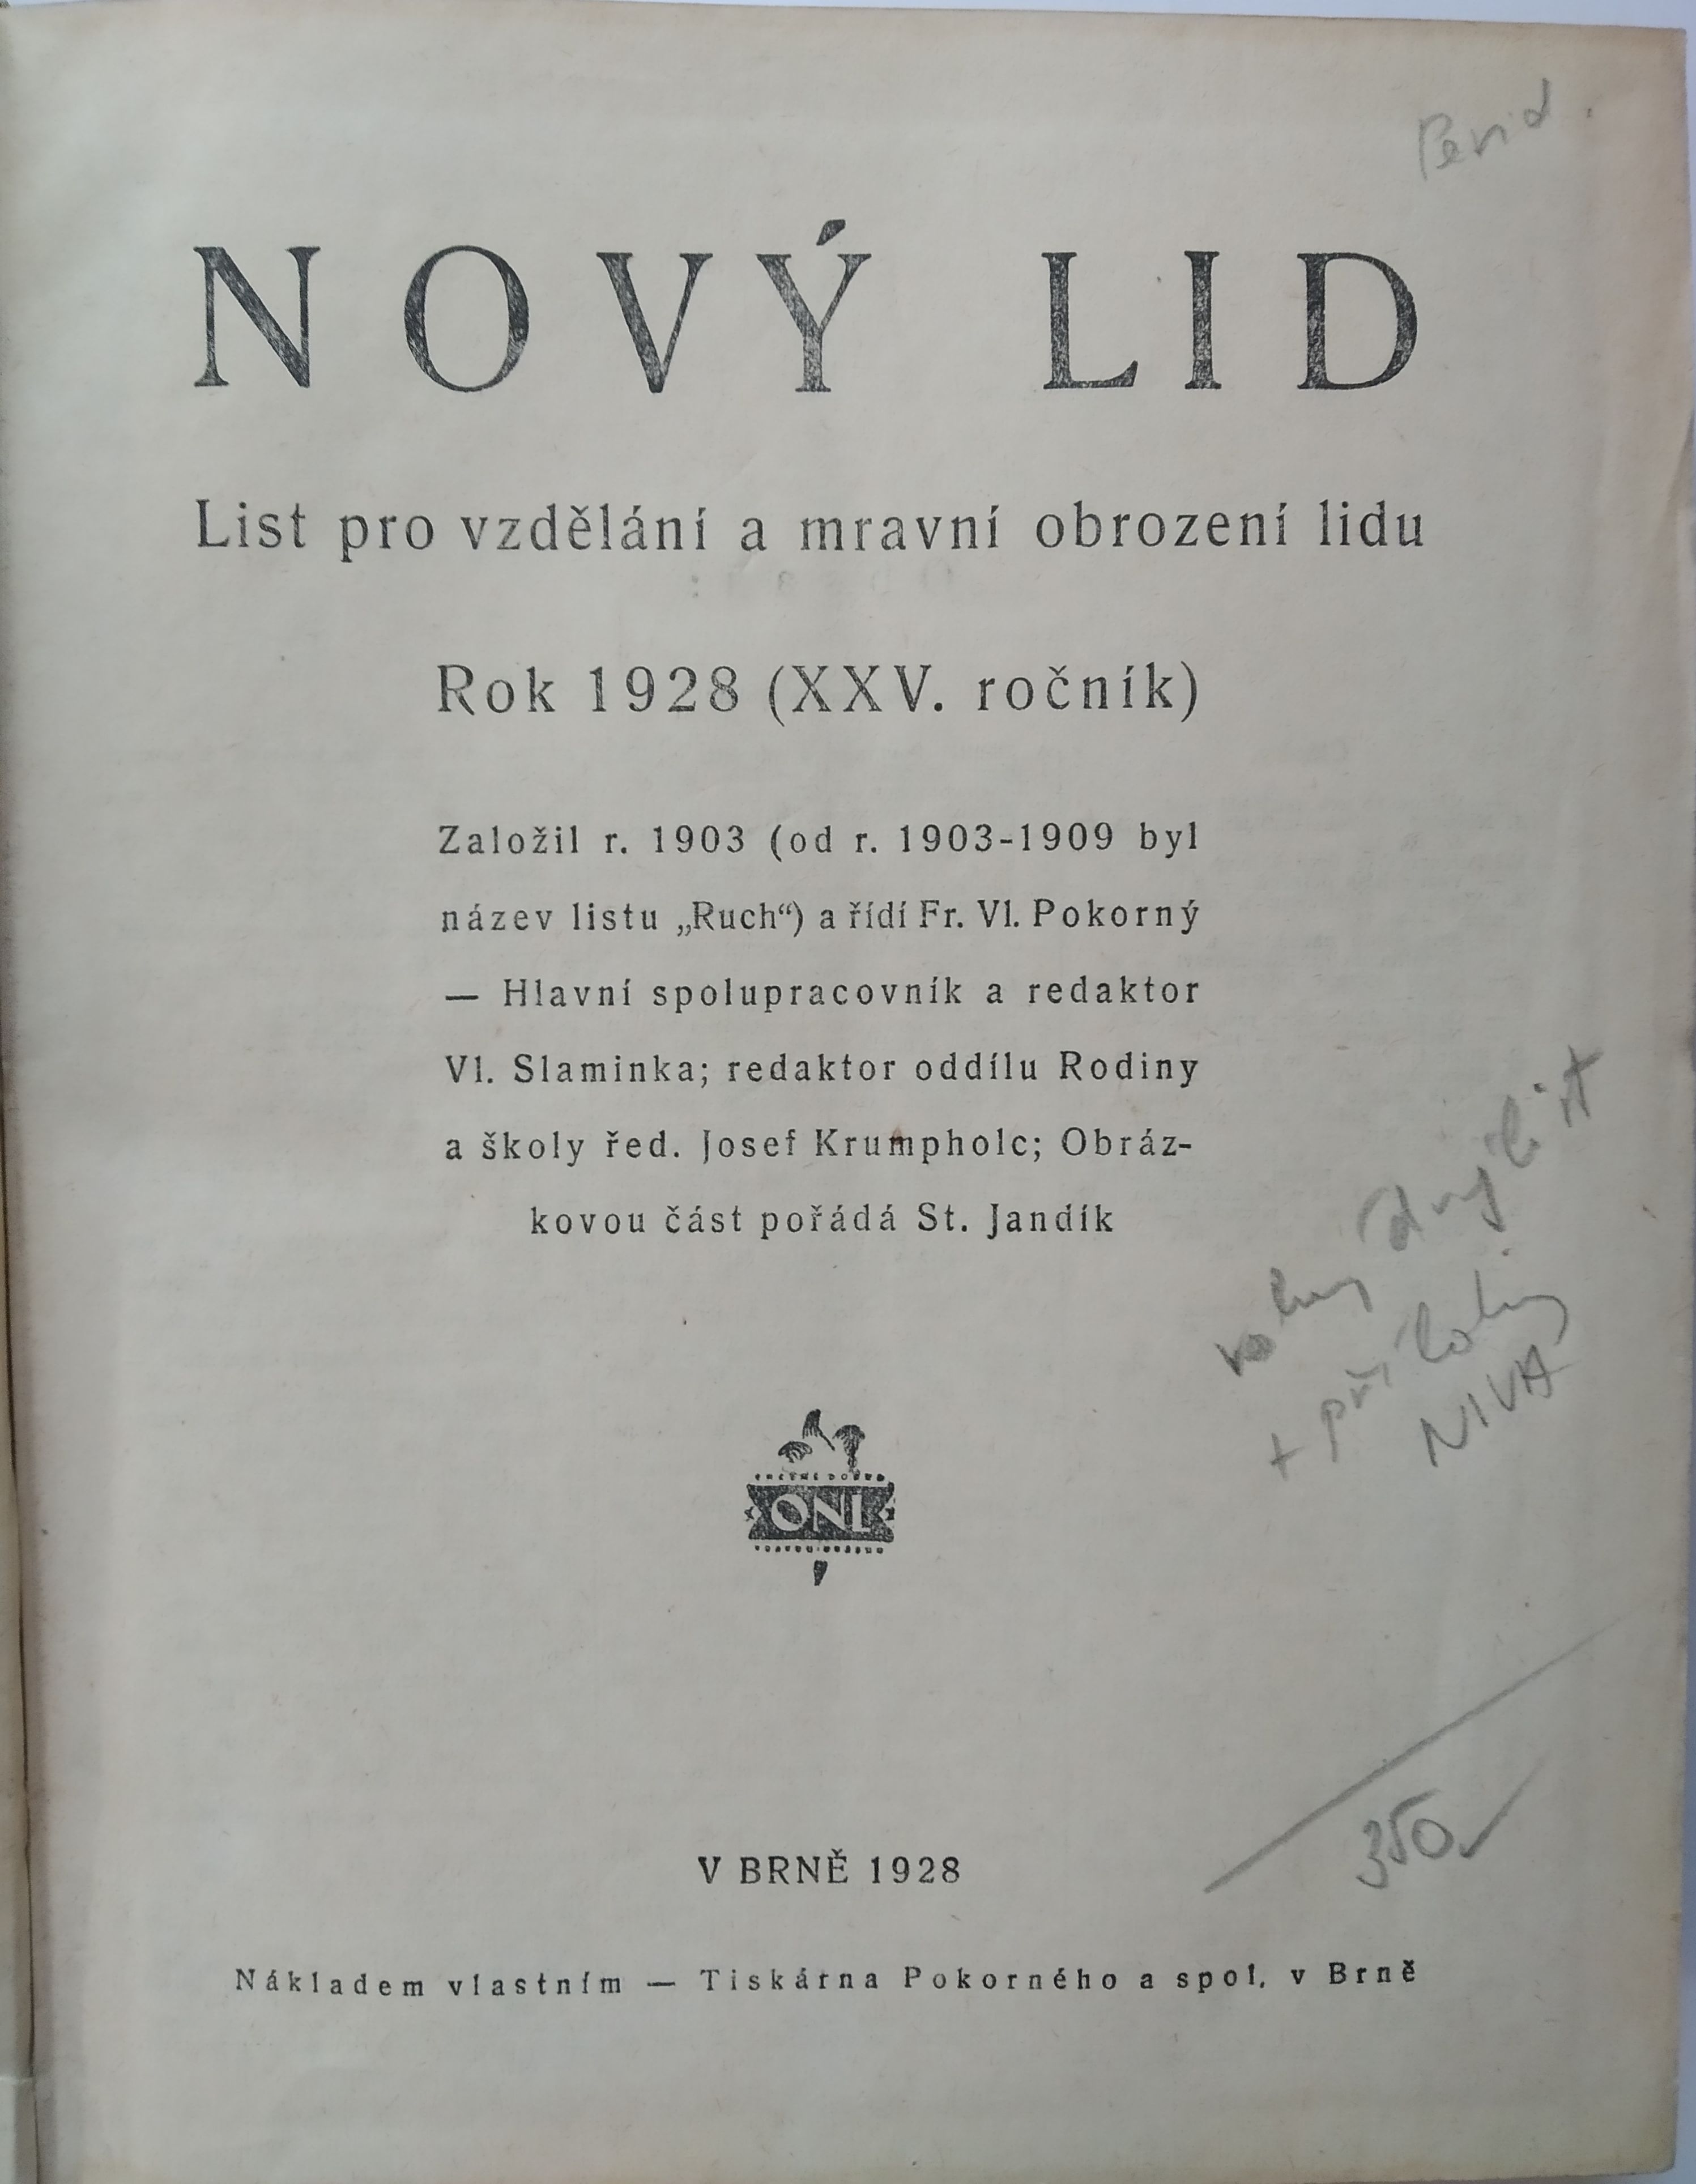 Period.
NOVÝ LID
List pro vzdělání a mravní obrození lidu
Rok 1928 (XXV. ročník)
Založil r. 1903 (od r. 1903-1909 byl
název listu „Ruch“) a řídí Fr. Vl. Pokorný
— Hlavní spolupracovník a redaktor
Vl. Slaminka; redaktor oddílu Rodiny
a školy řed. Josef Krumpholc; Obráz-
kovou část pořádá St. Jandík
list
+ přílohy
NIVA
ONL
350
V BRNĚ 1928
Nákladem vlastním — Tiskárna Pokorného a spol. v Brně